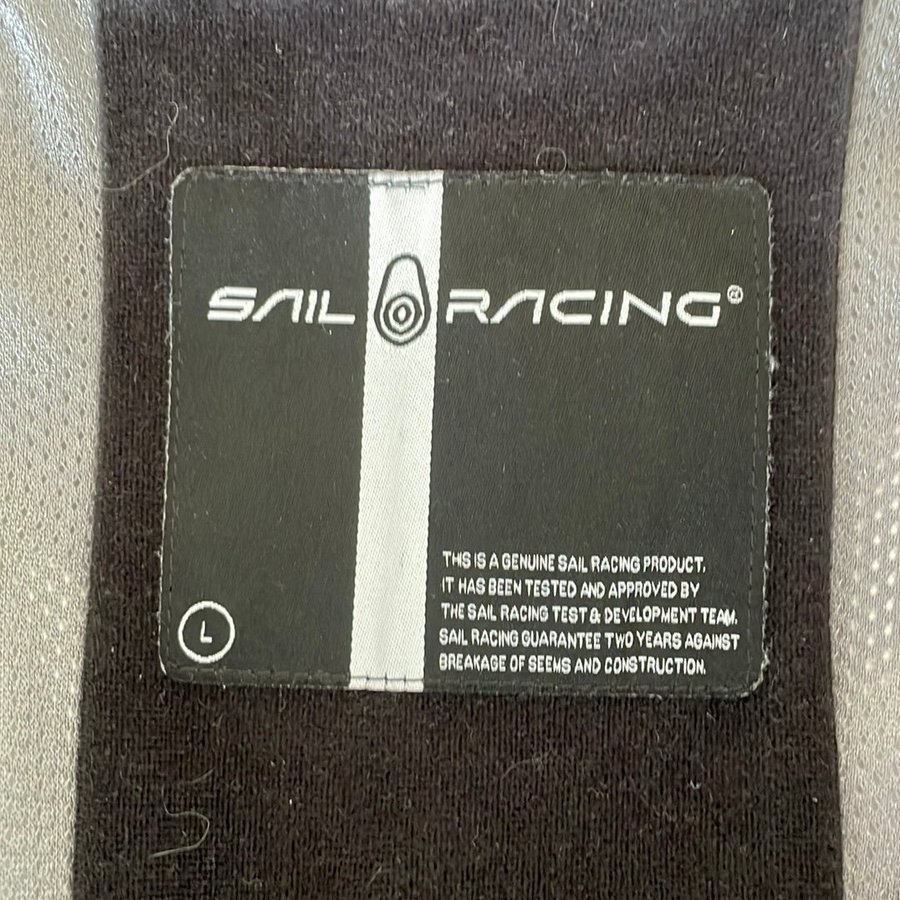 SAIL RACING®
THIS IS A GENUINE SAIL RACING PRODUCT.
IT HAS BEEN TESTED AND APPROVED BY
THE SAIL RACING TEST & DEVELOPMENT TEAM.
SAIL RACING GUARANTEE TWO YEARS AGAINST
BREAKAGE OF SEEMS AND CONSTRUCTION.
L